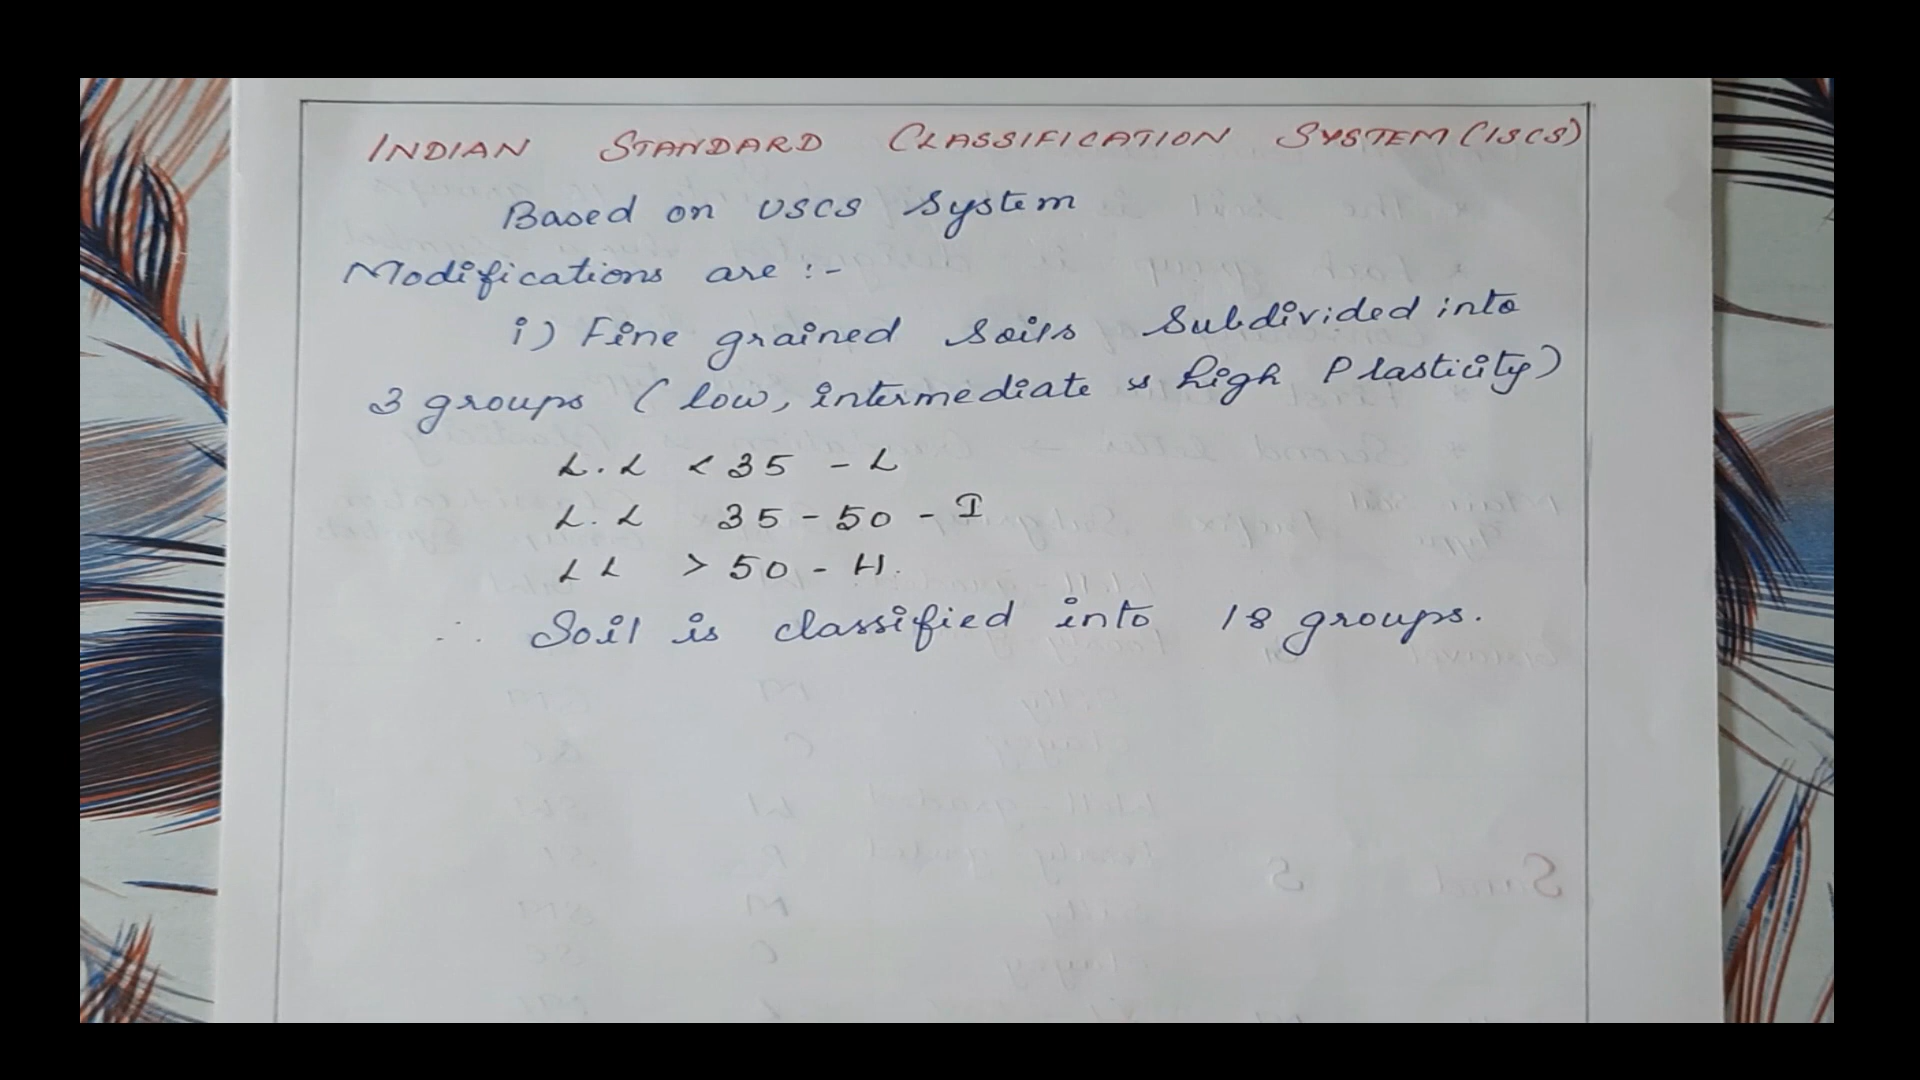 INDIAN STANDARD CLASSIFICATION SYSTEM (ISCS)
Based on USCS System
Modifications are :-
i) Fine grained Soils Subdivided into
3 groups (low, intermediate & high Plasticity)
L.L < 35 - L
L.L 35 - 50 - I
LL > 50 - H.
∴ Soil is classified into 18 groups.